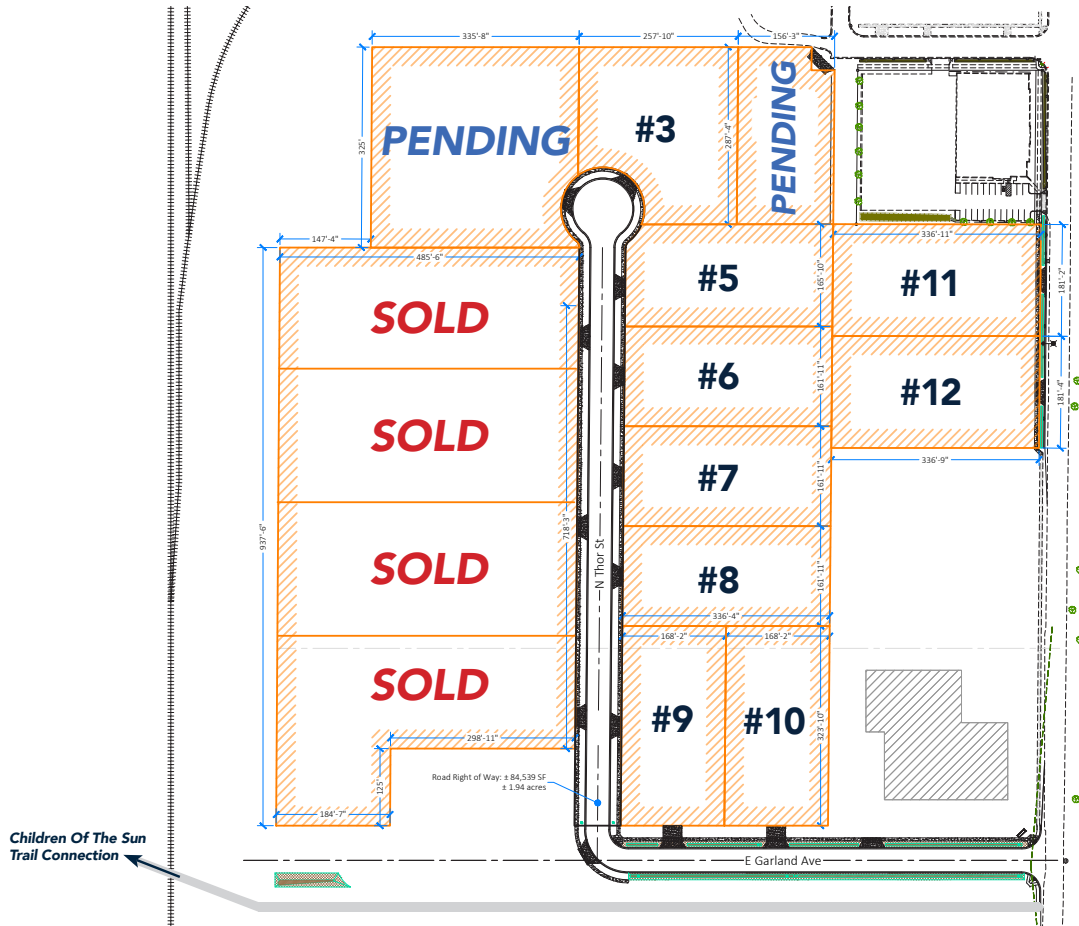 335'-8"
257'-10"
156'-3"
PENDING
#3
PENDING
325'
287'-4"
147'-4"
485'-6"
336'-11"
SOLD
#5
165'-10"
#11
181'-2"
SOLD
#6
161'-11"
#12
181'-4"
336'-9"
#7
161'-11"
937'-6"
718'-3"
SOLD
N Thor St
#8
161'-11"
336'-4"
168'-2"
168'-2"
SOLD
#9
#10
323'-10"
298'-11"
125'
184'-7"
Road Right of Way: ± 84,539 SF
± 1.94 acres
Children Of The Sun
Trail Connection
E Garland Ave